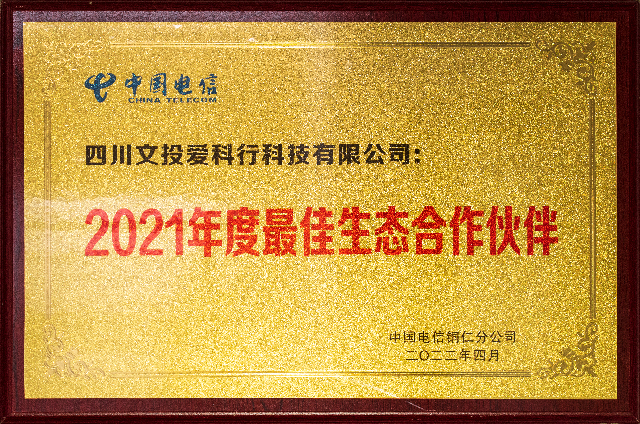 中国电信
CHINA TELECOM
四川文投爱科行科技有限公司：
2021年度最佳生态合作伙伴
中国电信铜仁分公司
二〇二二年四月